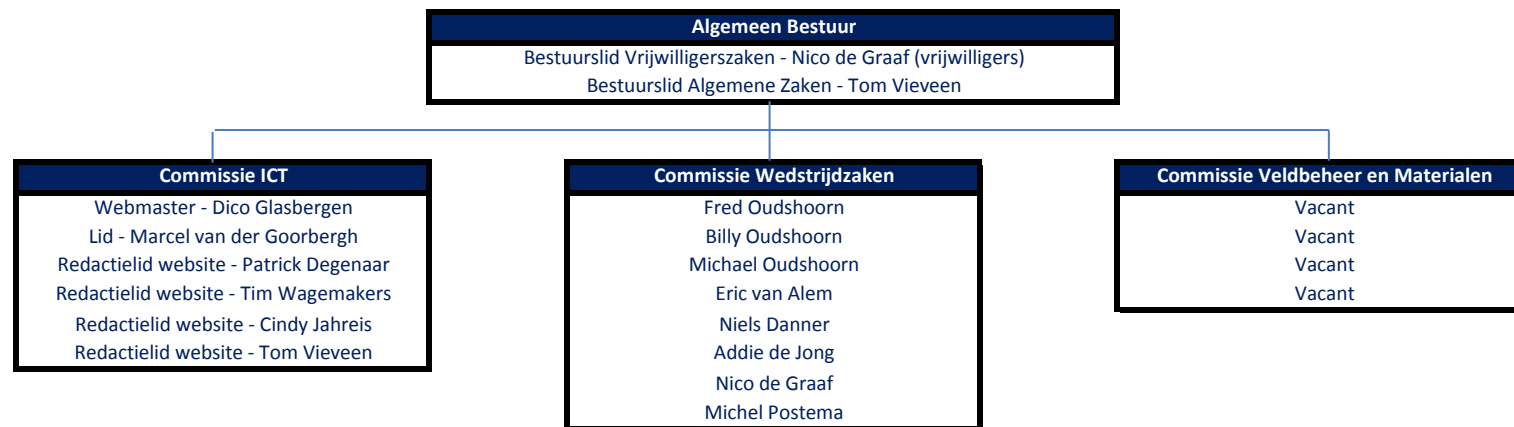 Algemeen Bestuur
Bestuurslid Vrijwilligerszaken - Nico de Graaf (vrijwilligers)
Bestuurslid Algemene Zaken - Tom Vieveen
Commissie ICT
Webmaster - Dico Glasbergen
Lid - Marcel van der Goorbergh
Redactielid website - Patrick Degenaar
Redactielid website - Tim Wagemakers
Redactielid website - Cindy Jahreis
Redactielid website - Tom Vieveen
Commissie Wedstrijdzaken
Fred Oudshoorn
Billy Oudshoorn
Michael Oudshoorn
Eric van Alem
Niels Danner
Addie de Jong
Nico de Graaf
Michel Postema
Commissie Veldbeheer en Materialen
Vacant
Vacant
Vacant
Vacant